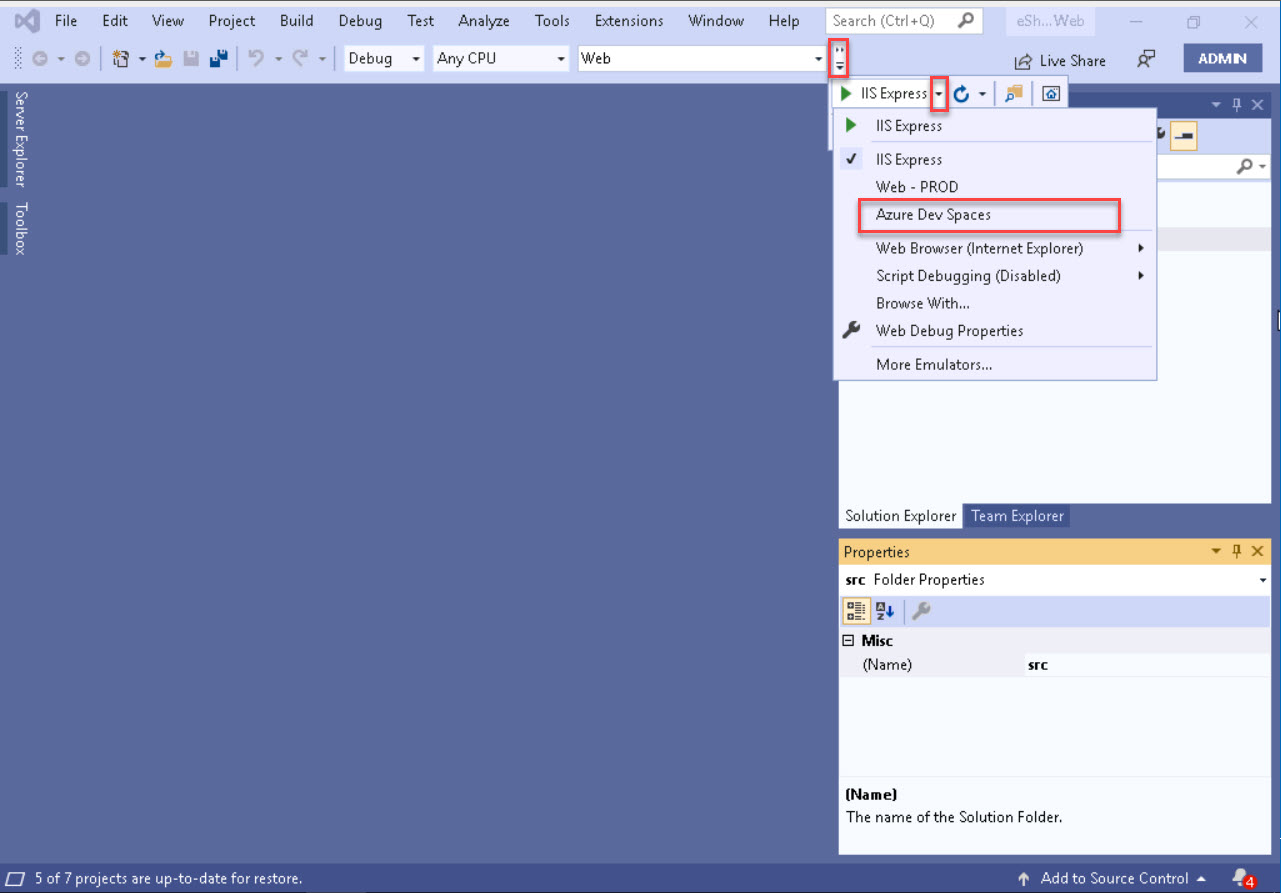 File Edit View Project Build Debug Test Analyze Tools Extensions Window Help Search (Ctrl+Q) eSh...Web
Debug Any CPU Web Live Share ADMIN
IIS Express
Server Explorer
Toolbox
IIS Express
IIS Express
Web - PROD
Azure Dev Spaces
Web Browser (Internet Explorer)
Script Debugging (Disabled)
Browse With...
Web Debug Properties
More Emulators...
Solution Explorer Team Explorer
Properties
src Folder Properties
Misc
(Name) src
(Name)
The name of the Solution Folder.
5 of 7 projects are up-to-date for restore. Add to Source Control 4